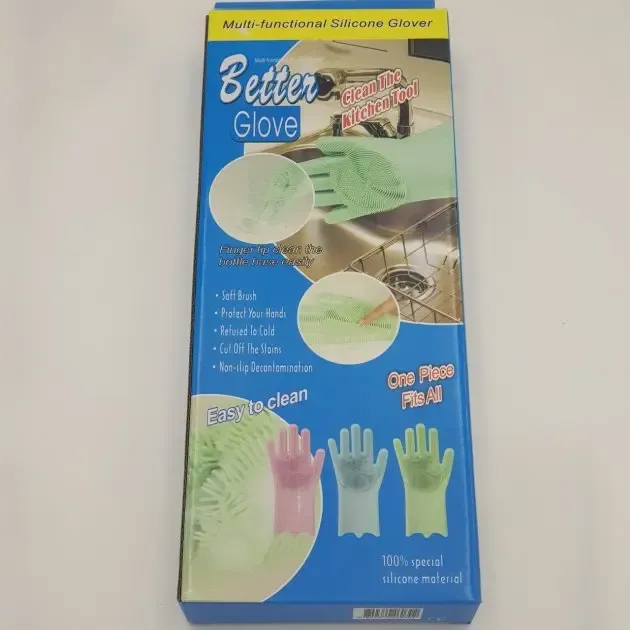 Multi-functional Silicone Glover
Better
Glove
Clean The
Kitchen Tool
Finger tip clean the
bottle base easily
• Saft Brush
• Protect Your Hands
• Refused To Cold
• Cut Off The Stains
• Non-slip Decontamination
One Piece
Fits All
Easy to clean
100% special
silicone material